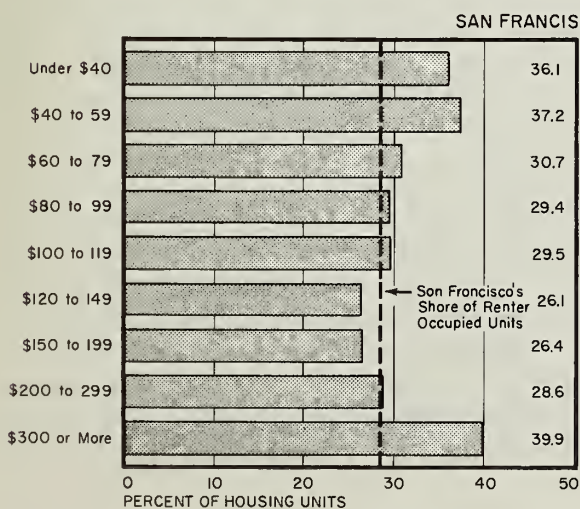 SAN FRANCIS
Under $40 36.1
$40 to 59 37.2
$60 to 79 30.7
$80 to 99 29.4
$100 to 119 29.5
$120 to 149 26.1
$150 to 199 26.4
$200 to 299 28.6
$300 or More 39.9
San Francisco's
Share of Renter
Occupied Units
0 10 20 30 40 50
PERCENT OF HOUSING UNITS